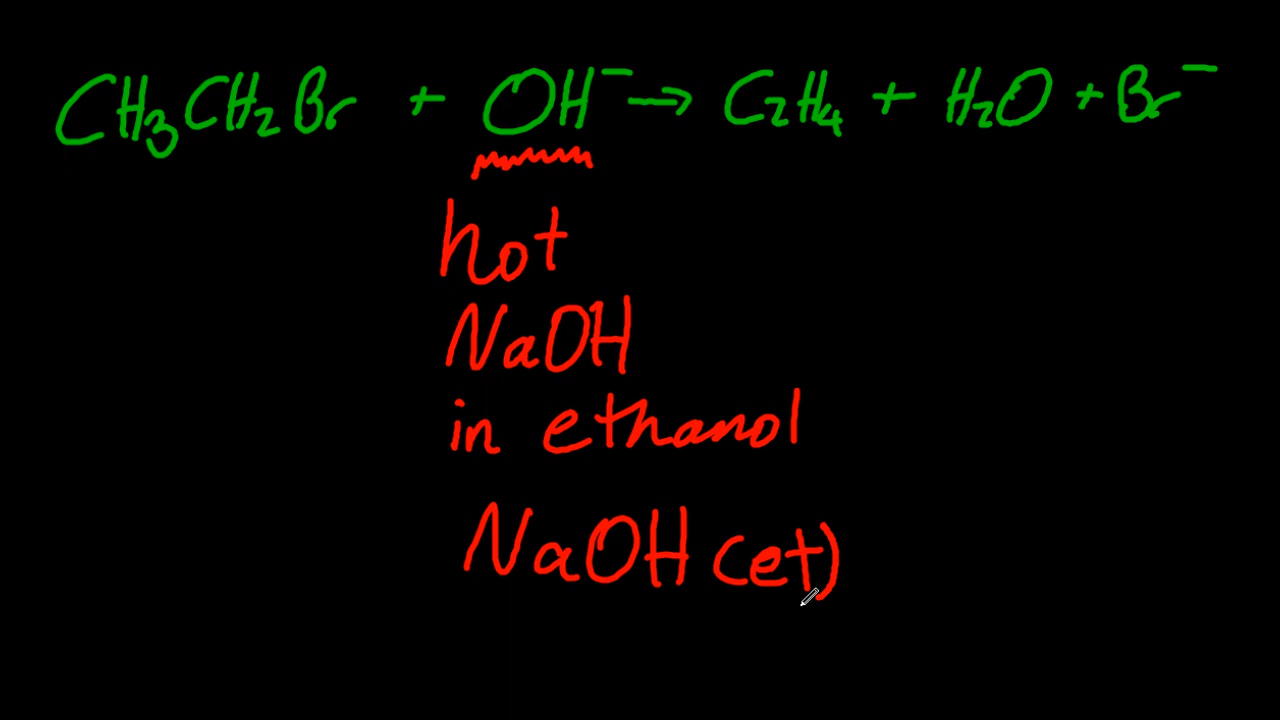 CH₃CH₂Br + OH⁻ → C₂H₄ + H₂O + Br⁻
hot
NaOH
in ethanol
NaOH (et)